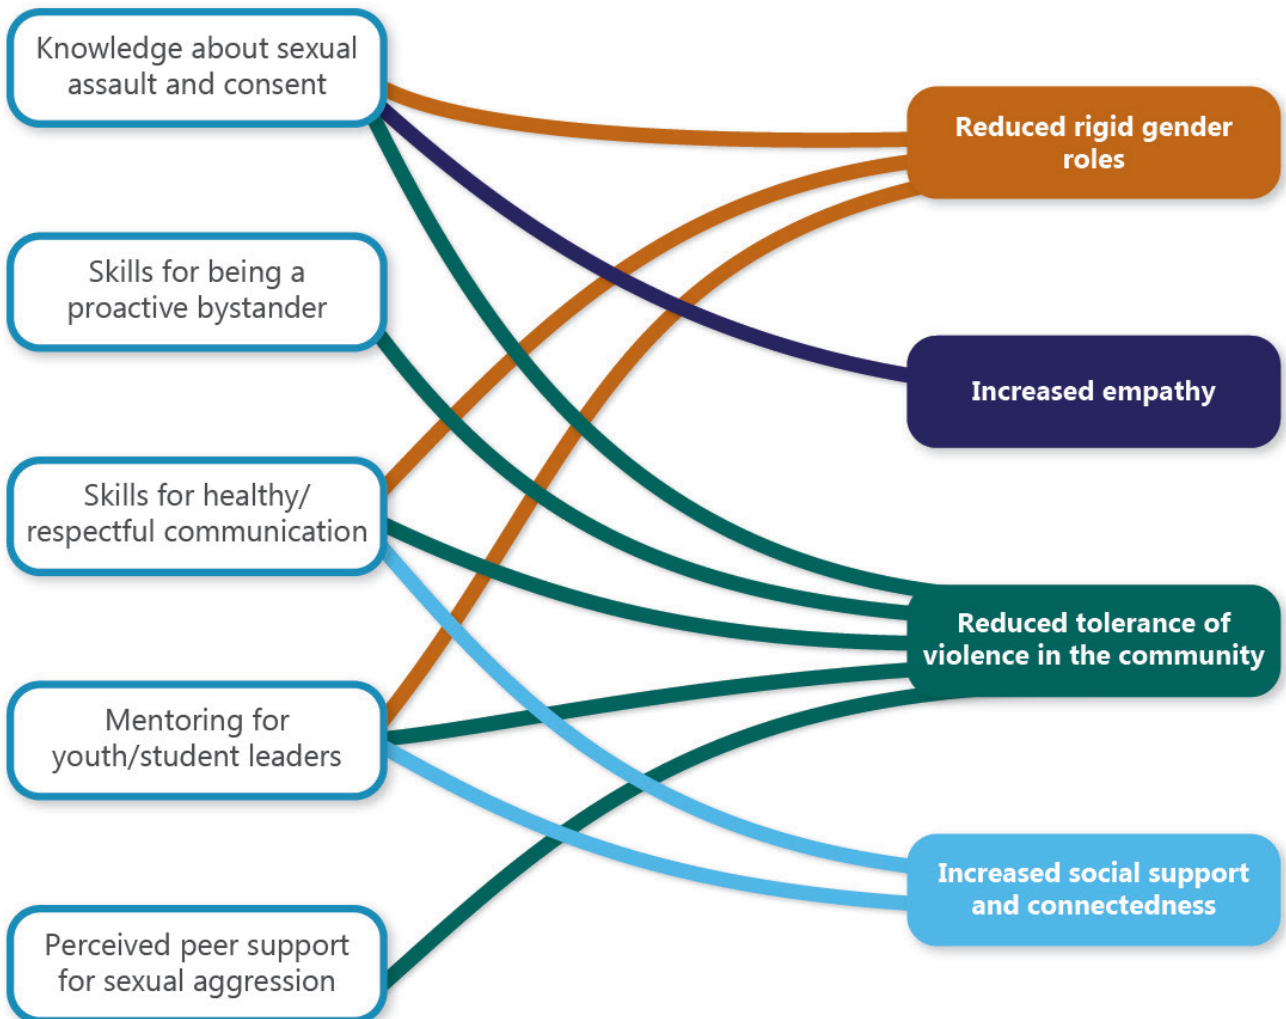 Knowledge about sexual
assault and consent
Skills for being a
proactive bystander
Skills for healthy/
respectful communication
Mentoring for
youth/student leaders
Perceived peer support
for sexual aggression
Reduced rigid gender
roles
Increased empathy
Reduced tolerance of
violence in the community
Increased social support
and connectedness